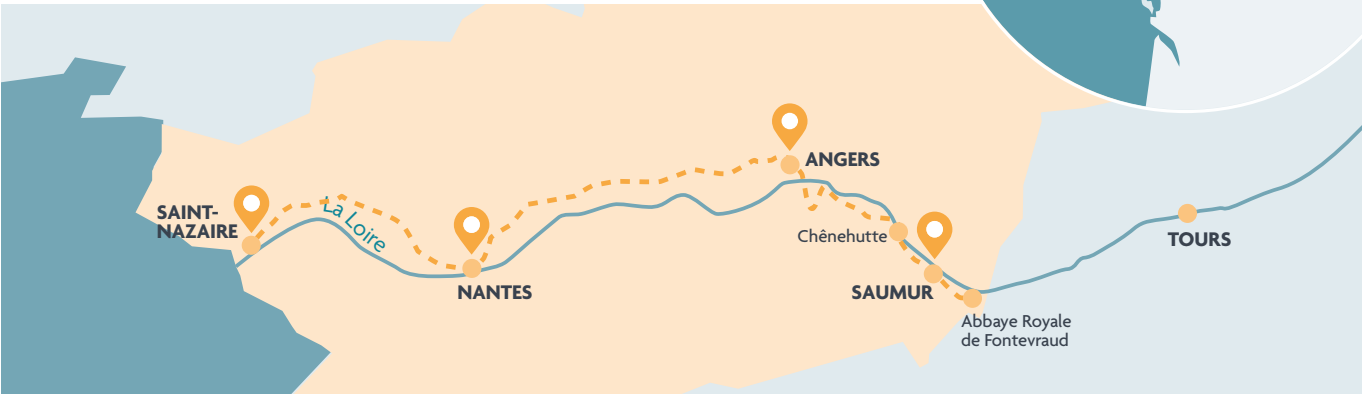 SAINT-
NAZAIRE
La Loire
NANTES
ANGERS
Chênehutte
SAUMUR
Abbaye Royale
de Fontevraud
TOURS